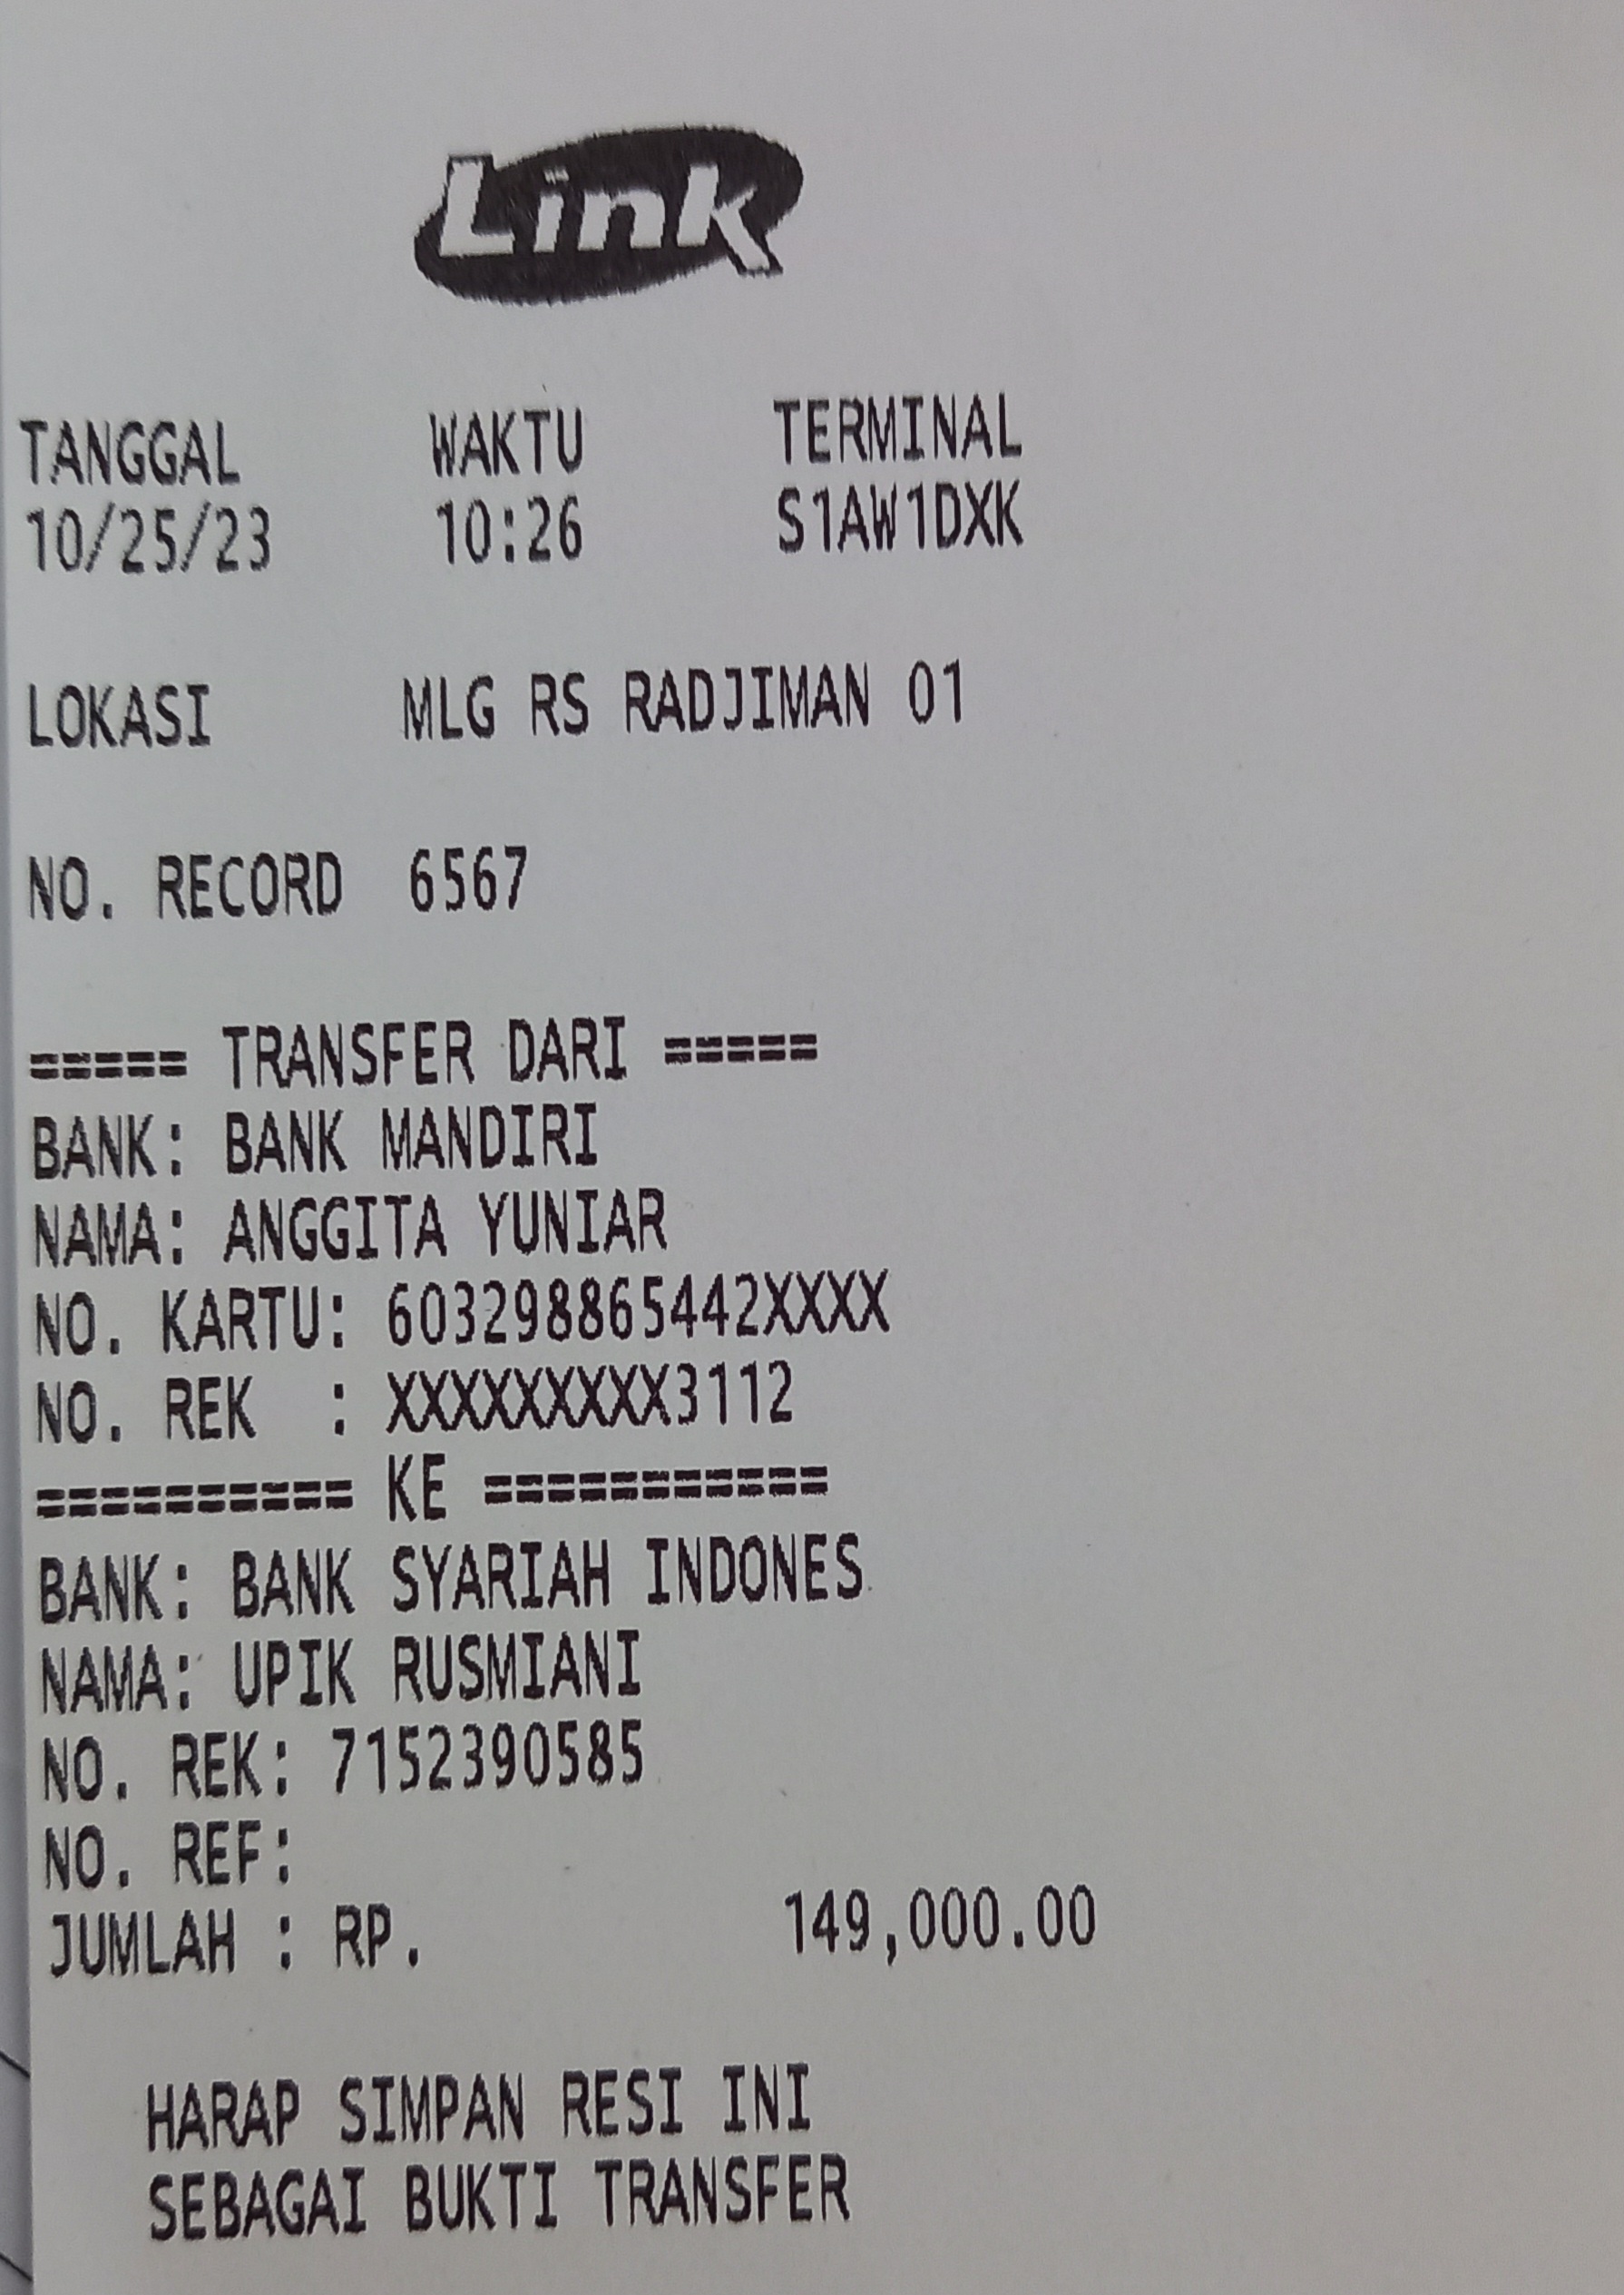 Link
TANGGAL WAKTU TERMINAL
10/25/23 10:26 S1AW1DXK
LOKASI MLG RS RADJIMAN 01
NO. RECORD 6567
===== TRANSFER DARI =====
BANK: BANK MANDIRI
NAMA: ANGGITA YUNIAR
NO. KARTU: 603298865442XXXX
NO. REK : XXXXXXXXX3112
========== KE ===========
BANK: BANK SYARIAH INDONES
NAMA: UPIK RUSMIANI
NO. REK: 7152390585
NO. REF:
JUMLAH : RP. 149,000.00
HARAP SIMPAN RESI INI
SEBAGAI BUKTI TRANSFER